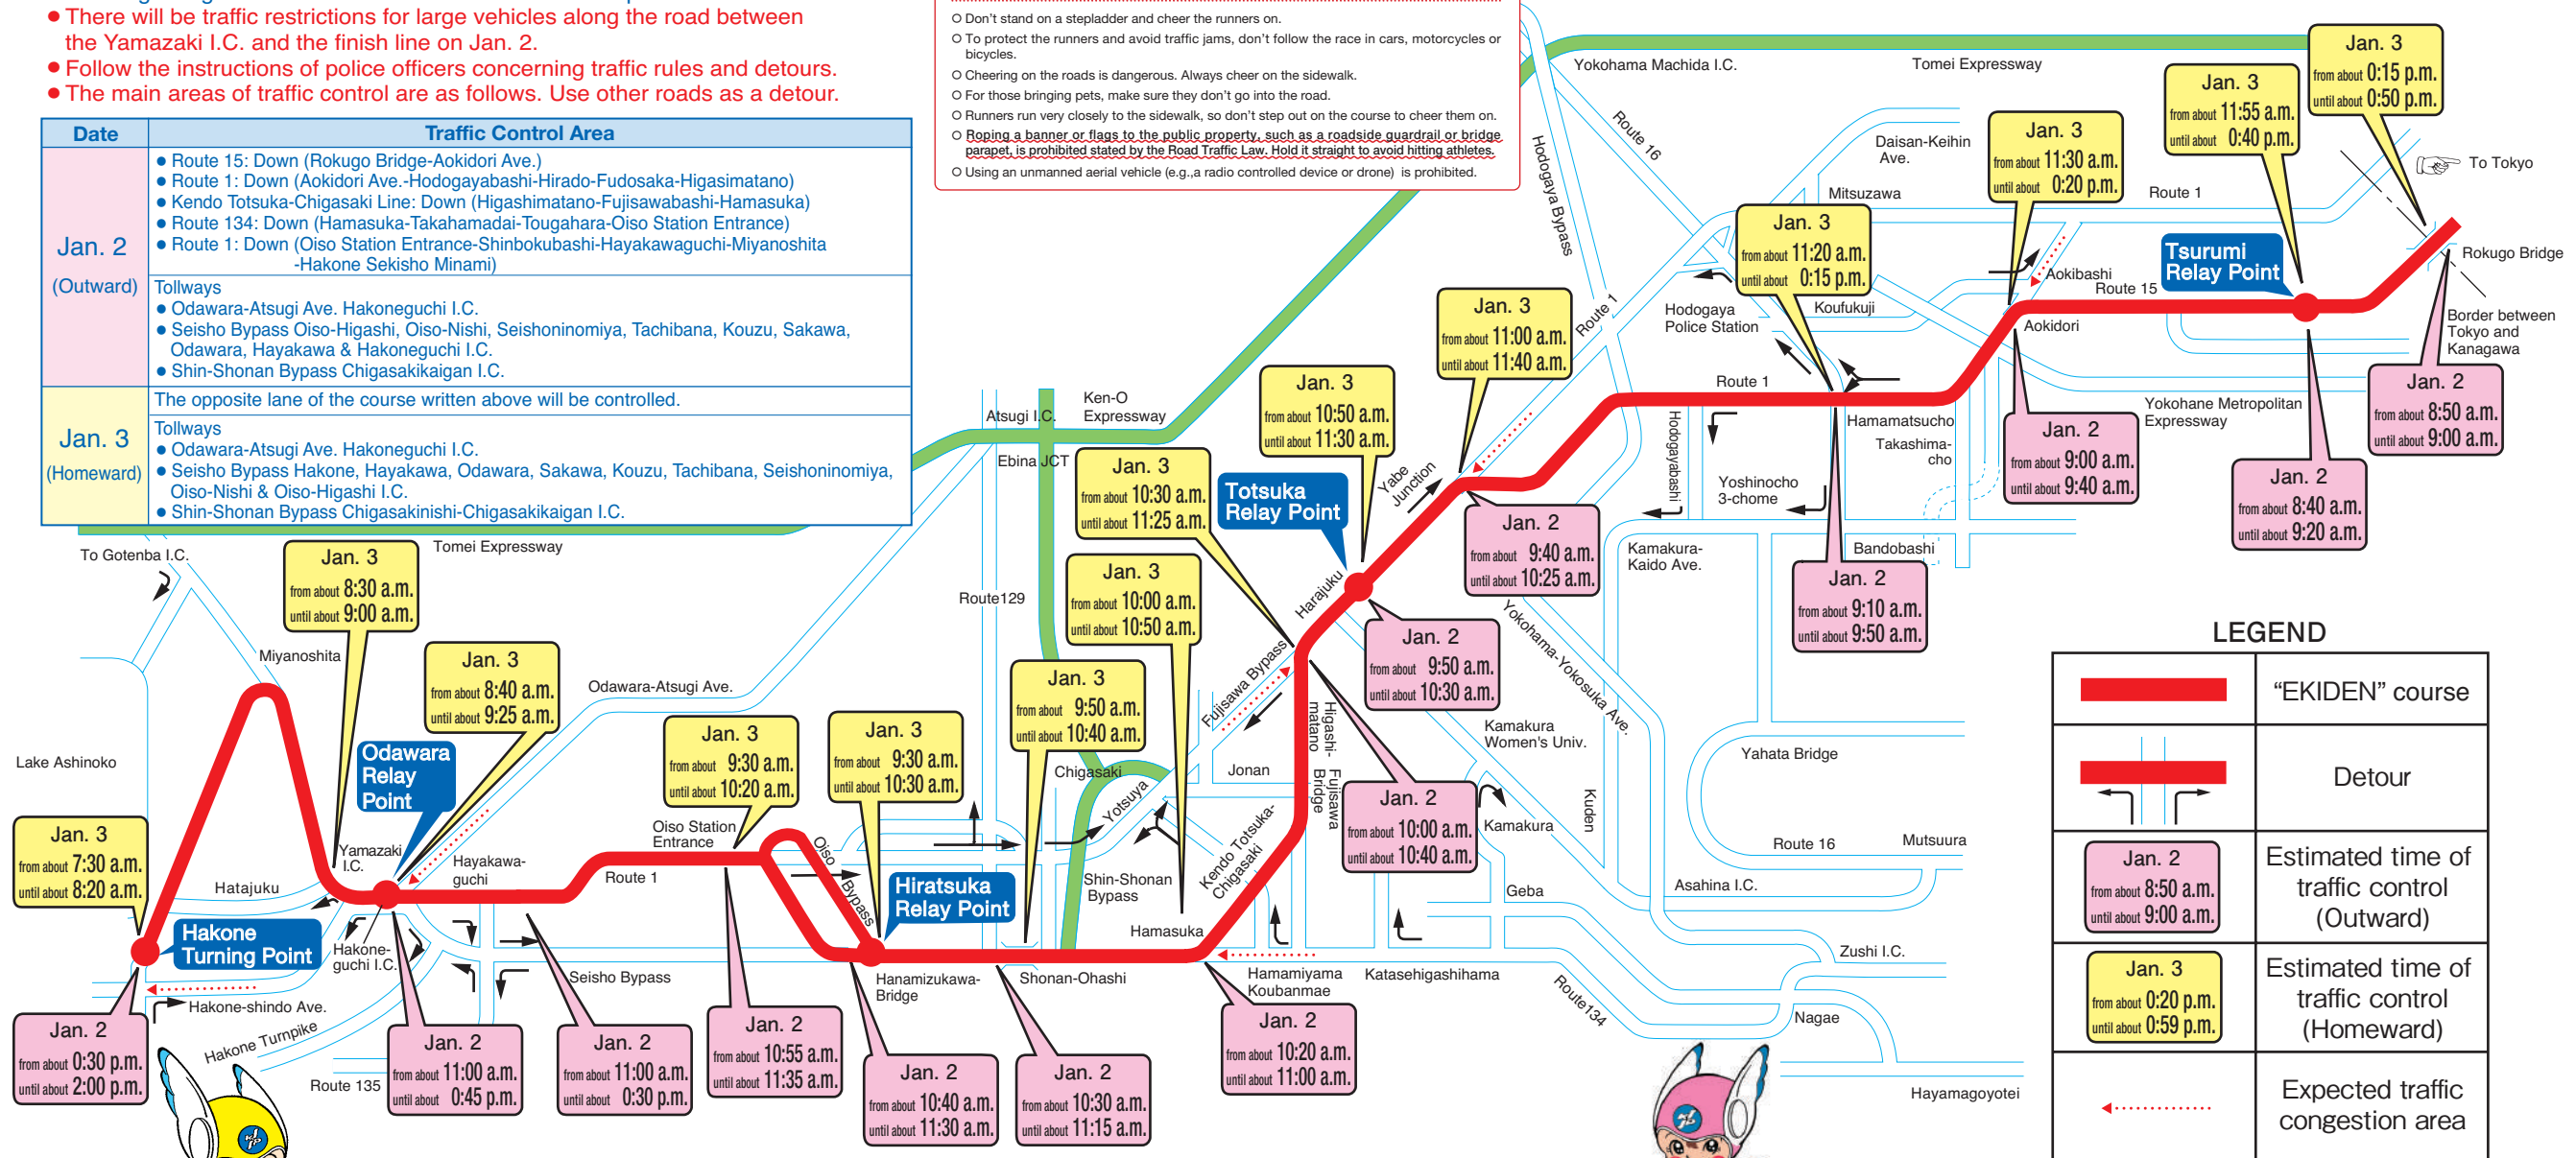 ● There will be traffic restrictions for large vehicles along the road between
the Yamazaki I.C. and the finish line on Jan. 2.
● Follow the instructions of police officers concerning traffic rules and detours.
● The main areas of traffic control are as follows. Use other roads as a detour.
Date
Traffic Control Area
Jan. 2
(Outward)
● Route 15: Down (Rokugo Bridge-Aokidori Ave.)
● Route 1: Down (Aokidori Ave.-Hodogayabashi-Hirado-Fudosaka-Higasimatano)
● Kendo Totsuka-Chigasaki Line: Down (Higashimatano-Fujisawabashi-Hamasuka)
● Route 134: Down (Hamasuka-Takahamadai-Tougahara-Oiso Station Entrance)
● Route 1: Down (Oiso Station Entrance-Shinbokubashi-Hayakawaguchi-Miyanoshita
-Hakone Sekisho Minami)
Tollways
● Odawara-Atsugi Ave. Hakoneguchi I.C.
● Seisho Bypass Oiso-Higashi, Oiso-Nishi, Seishoninomiya, Tachibana, Kouzu, Sakawa,
Odawara, Hayakawa & Hakoneguchi I.C.
● Shin-Shonan Bypass Chigasakikaigan I.C.
Jan. 3
(Homeward)
The opposite lane of the course written above will be controlled.
Tollways
● Odawara-Atsugi Ave. Hakoneguchi I.C.
● Seisho Bypass Hakone, Hayakawa, Odawara, Sakawa, Kouzu, Tachibana, Seishoninomiya,
Oiso-Nishi & Oiso-Higashi I.C.
● Shin-Shonan Bypass Chigasakinishi-Chigasakikaigan I.C.
○ Don't stand on a stepladder and cheer the runners on.
○ To protect the runners and avoid traffic jams, don't follow the race in cars, motorcycles or
bicycles.
○ Cheering on the roads is dangerous. Always cheer on the sidewalk.
○ For those bringing pets, make sure they don't go into the road.
○ Runners run very closely to the sidewalk, so don't step out on the course to cheer them on.
○ Roping a banner or flags to the public property, such as a roadside guardrail or bridge
parapet, is prohibited stated by the Road Traffic Law. Hold it straight to avoid hitting athletes.
○ Using an unmanned aerial vehicle (e.g.,a radio controlled device or drone) is prohibited.
Yokohama Machida I.C.
Tomei Expressway
Jan. 3
from about 0:15 p.m.
until about 0:50 p.m.
Jan. 3
from about 11:55 a.m.
until about 0:40 p.m.
Jan. 3
from about 11:30 a.m.
until about 0:20 p.m.
Jan. 3
from about 11:20 a.m.
until about 0:15 p.m.
Route 16
Hodogaya Bypass
Daisan-Keihin
Ave.
Mitsuzawa
Route 1
To Tokyo
Rokugo Bridge
Tsurumi
Relay Point
Aokibashi
Route 15
Aokidori
Koufukuji
Hodogaya
Police Station
Border between
Tokyo and
Kanagawa
Route 1
Jan. 3
from about 11:00 a.m.
until about 11:40 a.m.
Jan. 3
from about 10:50 a.m.
until about 11:30 a.m.
Route 1
Hamamatsucho
Takashima-
cho
Yokohane Metropolitan
Expressway
Jan. 2
from about 8:50 a.m.
until about 9:00 a.m.
Jan. 2
from about 9:00 a.m.
until about 9:40 a.m.
Jan. 2
from about 8:40 a.m.
until about 9:20 a.m.
Hodogayabashi
Yoshinocho
3-chome
Bandobashi
Kamakura-
Kaido Ave.
Jan. 2
from about 9:10 a.m.
until about 9:50 a.m.
Atsugi I.C.
Ken-O
Expressway
Ebina JCT
Jan. 3
from about 10:30 a.m.
until about 11:25 a.m.
Totsuka
Relay Point
Yabe
Junction
Jan. 2
from about 9:40 a.m.
until about 10:25 a.m.
Harajuku
Jan. 2
from about 9:50 a.m.
until about 10:30 a.m.
Yokohama-Yokosuka Ave.
To Gotenba I.C.
Tomei Expressway
Jan. 3
from about 8:30 a.m.
until about 9:00 a.m.
Route129
Jan. 3
from about 10:00 a.m.
until about 10:50 a.m.
Miyanoshita
Jan. 3
from about 8:40 a.m.
until about 9:25 a.m.
Odawara-Atsugi Ave.
Jan. 3
from about 9:50 a.m.
until about 10:40 a.m.
Fujisawa Bypass
Higashi-
matano
Fujisawa
Bridge
Kamakura
Women's Univ.
Yahata Bridge
Lake Ashinoko
Odawara
Relay
Point
Jan. 3
from about 9:30 a.m.
until about 10:20 a.m.
Jan. 3
from about 9:30 a.m.
until about 10:30 a.m.
Chigasaki
Yotsuya
Jonan
Jan. 2
from about 10:00 a.m.
until about 10:40 a.m.
Kamakura
Kuden
Route 16
Mutsuura
Jan. 3
from about 7:30 a.m.
until about 8:20 a.m.
Yamazaki
I.C.
Hatajuku
Hayakawa-
guchi
Oiso Station
Entrance
Route 1
Oiso
Bypass
Hiratsuka
Relay Point
Shin-Shonan
Bypass
Kendo Totsuka-
Chigasaki
Geba
Asahina I.C.
Hakone
Turning Point
Hakone-
guchi I.C.
Seisho Bypass
Hanamizukawa-
Bridge
Shonan-Ohashi
Hamasuka
Hamamiyama
Koubanmae
Katasehigashihama
Zushi I.C.
Route134
Nagae
Hayamagoyotei
Hakone-shindo Ave.
Hakone Turnpike
Route 135
Jan. 2
from about 0:30 p.m.
until about 2:00 p.m.
Jan. 2
from about 11:00 a.m.
until about 0:45 p.m.
Jan. 2
from about 11:00 a.m.
until about 0:30 p.m.
Jan. 2
from about 10:55 a.m.
until about 11:35 a.m.
Jan. 2
from about 10:40 a.m.
until about 11:30 a.m.
Jan. 2
from about 10:30 a.m.
until about 11:15 a.m.
Jan. 2
from about 10:20 a.m.
until about 11:00 a.m.
LEGEND
“EKIDEN” course
Detour
Jan. 2
from about 8:50 a.m.
until about 9:00 a.m.
Estimated time of
traffic control
(Outward)
Jan. 3
from about 0:20 p.m.
until about 0:59 p.m.
Estimated time of
traffic control
(Homeward)
Expected traffic
congestion area